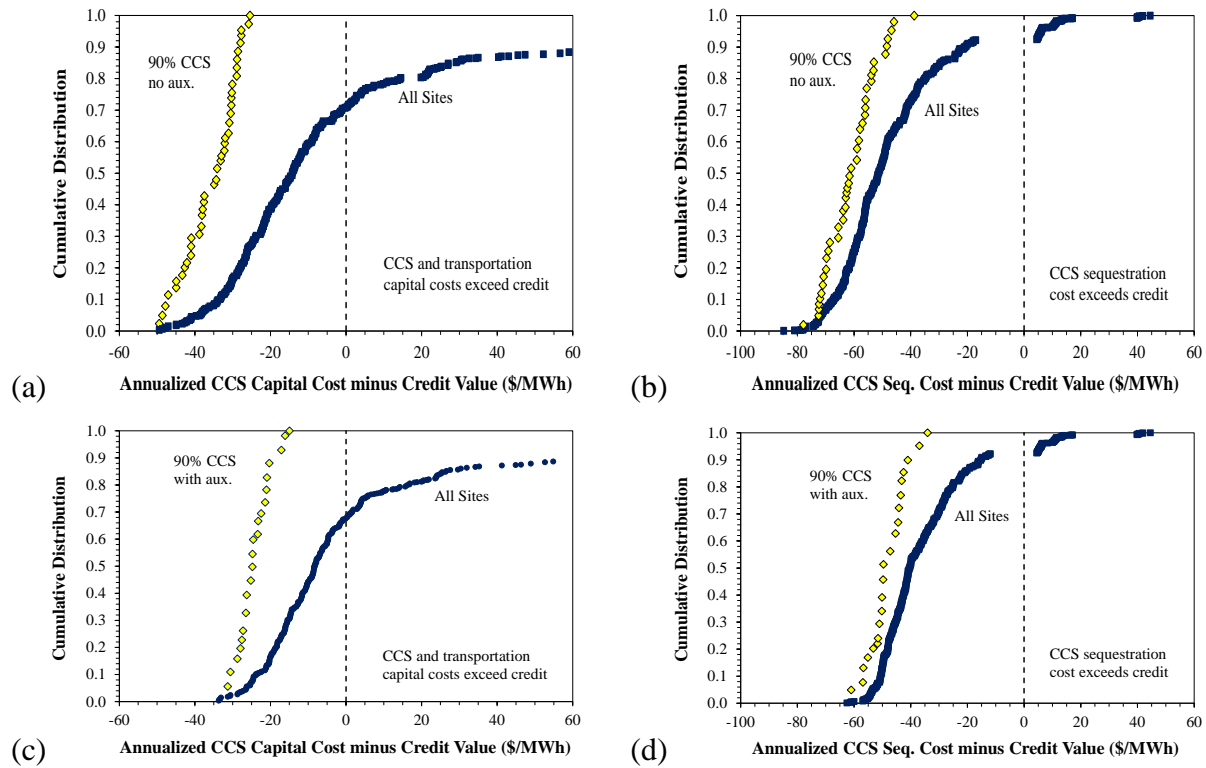 1.0
0.9
0.8
0.7
0.6
0.5
0.4
0.3
0.2
0.1
0.0
Cumulative Distribution
90% CCS
no aux.
All Sites
CCS and transportation
capital costs exceed credit
-60 -40 -20 0 20 40 60
(a) Annualized CCS Capital Cost minus Credit Value ($/MWh)
1.0
0.9
0.8
0.7
0.6
0.5
0.4
0.3
0.2
0.1
0.0
Cumulative Distribution
90% CCS
no aux.
All Sites
CCS sequestration
cost exceeds credit
-100 -80 -60 -40 -20 0 20 40 60
(b) Annualized CCS Seq. Cost minus Credit Value ($/MWh)
1.0
0.9
0.8
0.7
0.6
0.5
0.4
0.3
0.2
0.1
0.0
Cumulative Distribution
90% CCS
with aux.
All Sites
CCS and transportation
capital costs exceed credit
-60 -40 -20 0 20 40 60
(c) Annualized CCS Capital Cost minus Credit Value ($/MWh)
1.0
0.9
0.8
0.7
0.6
0.5
0.4
0.3
0.2
0.1
0.0
Cumulative Distribution
90% CCS
with aux.
All Sites
CCS sequestration
cost exceeds credit
-100 -80 -60 -40 -20 0 20 40 60
(d) Annualized CCS Seq. Cost minus Credit Value ($/MWh)